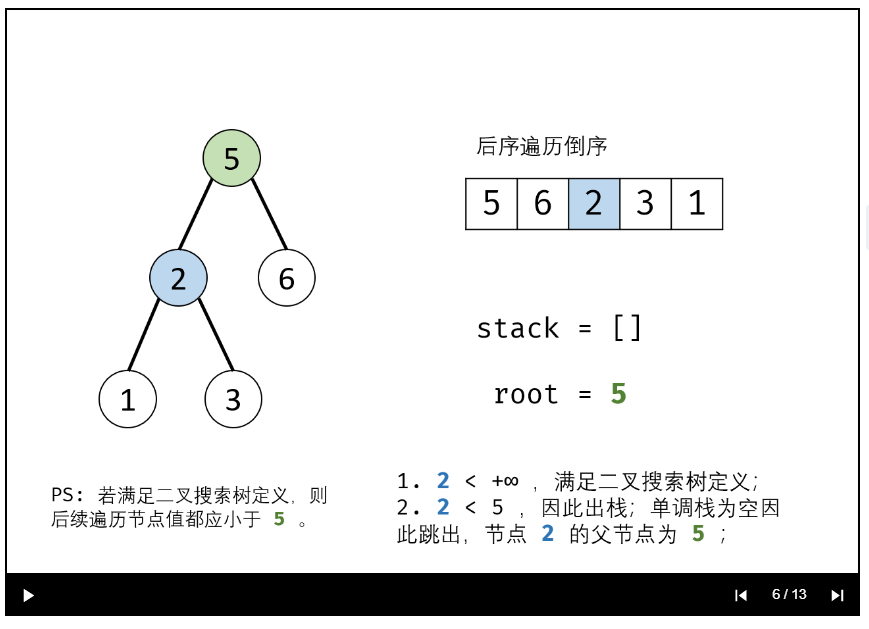 5
后序遍历倒序
5 6 2 3 1
2
6
stack = []
root = 5
1
3
1. 2 < +∞ ，满足二叉搜索树定义；
2. 2 < 5 ，因此出栈；单调栈为空因
此跳出，节点 2 的父节点为 5 ；
PS: 若满足二叉搜索树定义，则
后续遍历节点值都应小于 5 。
6 / 13